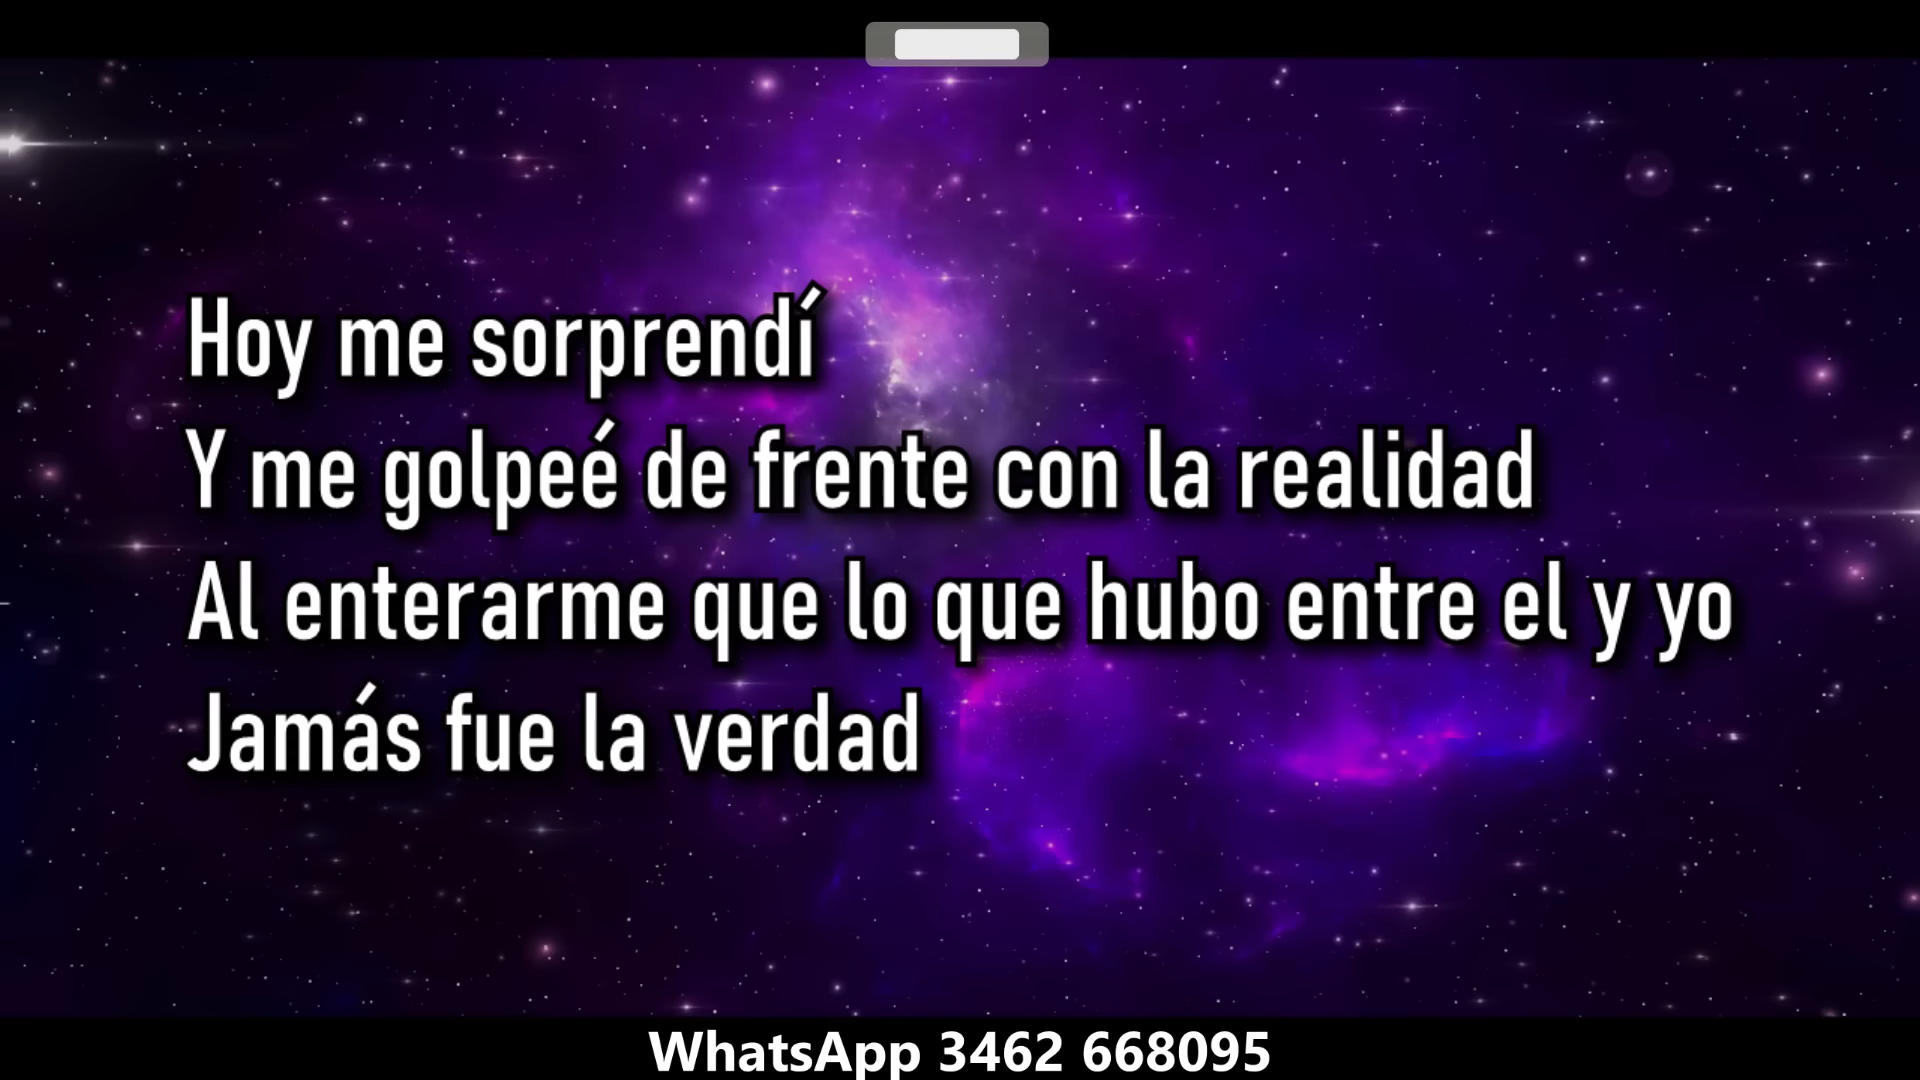 Hoy me sorprendí
Y me golpeé de frente con la realidad
Al enterarme que lo que hubo entre el y yo
Jamás fue la verdad
WhatsApp 3462 668095